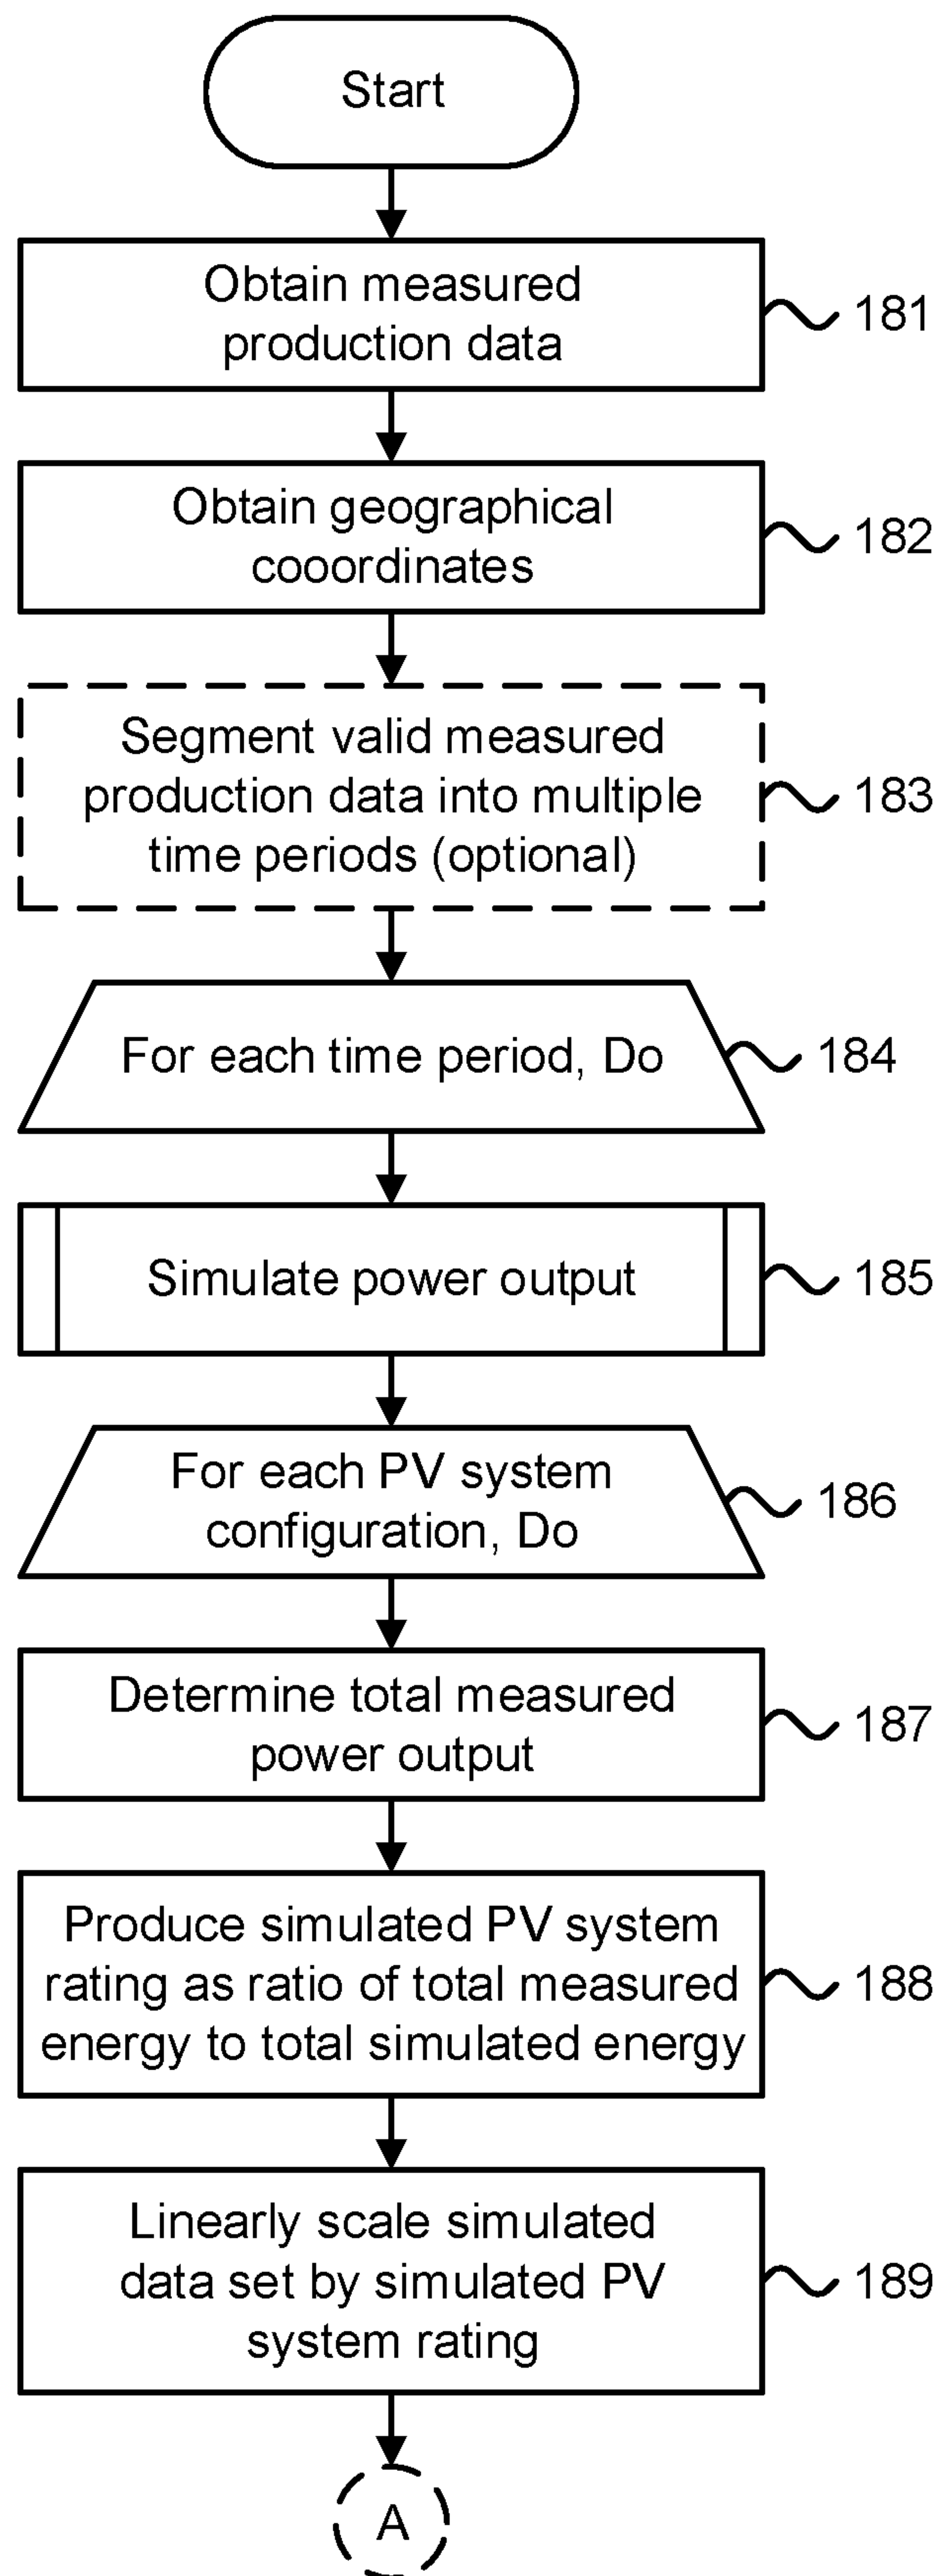 Start
Obtain measured
production data
181
Obtain geographical
cooordinates
182
Segment valid measured
production data into multiple
time periods (optional)
183
For each time period, Do
184
Simulate power output
185
For each PV system
configuration, Do
186
Determine total measured
power output
187
Produce simulated PV system
rating as ratio of total measured
energy to total simulated energy
188
Linearly scale simulated
data set by simulated PV
system rating
189
A